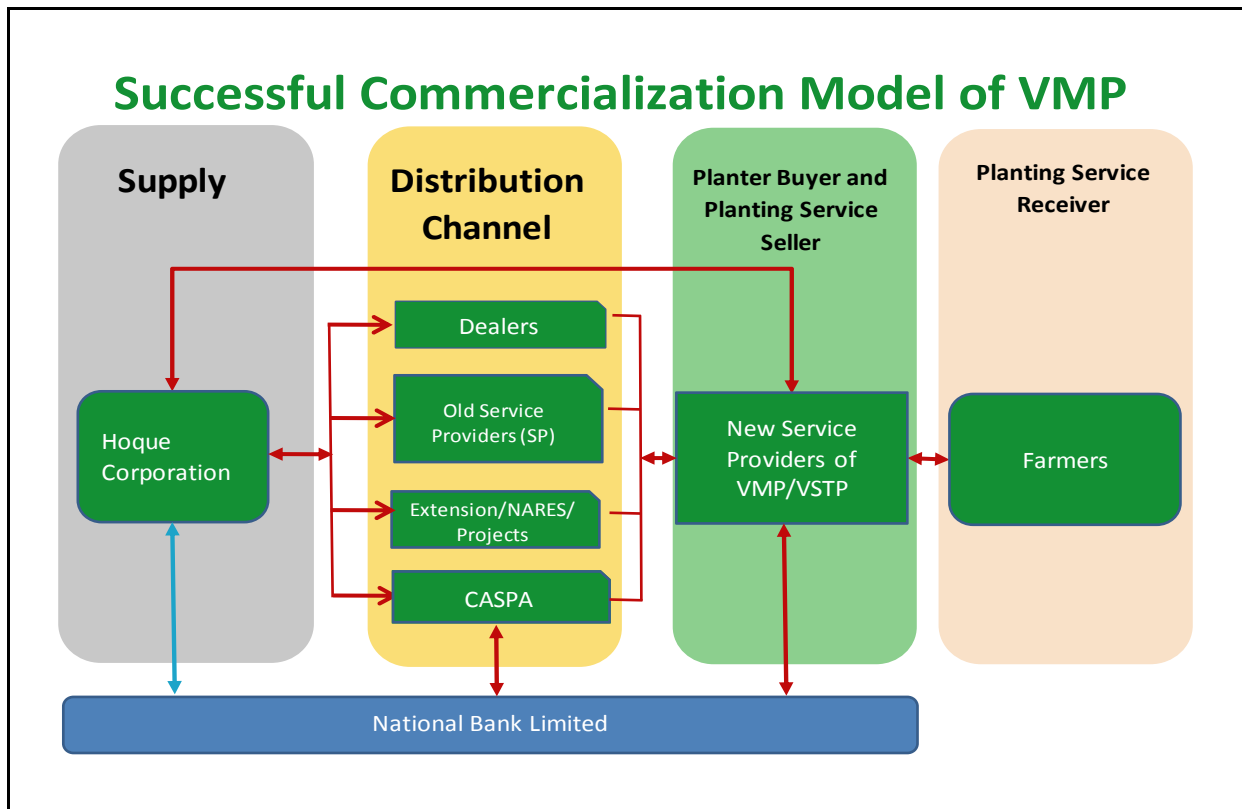 Successful Commercialization Model of VMP
Supply
Distribution
Channel
Planter Buyer and
Planting Service
Seller
Planting Service
Receiver
Dealers
Old Service
Providers (SP)
Extension/NARES/
Projects
CASPA
Hoque
Corporation
New Service
Providers of
VMP/VSTP
Farmers
National Bank Limited